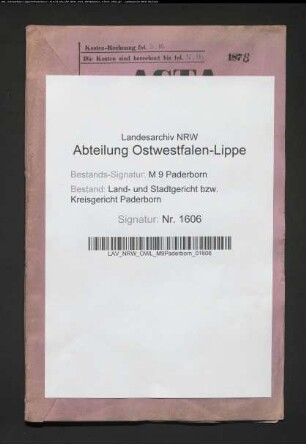 Kosten-Rechnung fol.
Die Kosten sind berechnet bis fol.
1878
ACTA
Landesarchiv NRW
Abteilung Ostwestfalen-Lippe
Bestands-Signatur: M 9 Paderborn
Bestand: Land- und Stadtgericht bzw.
Kreisgericht Paderborn
Signatur: Nr. 1606
LAV_NRW_OWL_M9Paderborn_01606